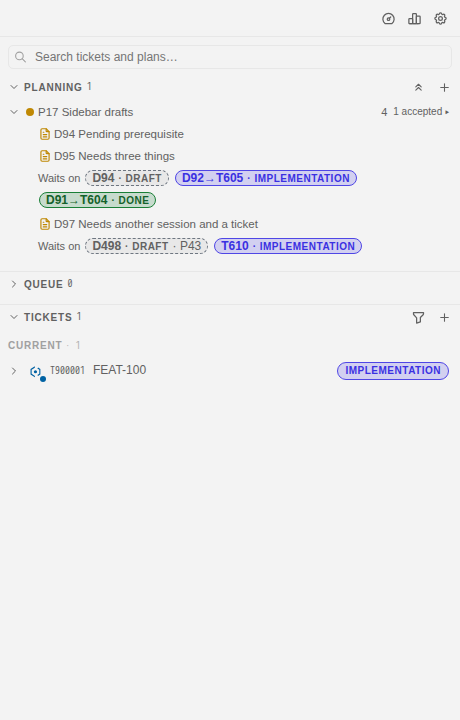 Search tickets and plans…
PLANNING 1
P17 Sidebar drafts 4 1 accepted ▸
D94 Pending prerequisite
D95 Needs three things
Waits on D94 · DRAFT D92→T605 · IMPLEMENTATION
D91→T604 · DONE
D97 Needs another session and a ticket
Waits on D498 · DRAFT · P43 T610 · IMPLEMENTATION
QUEUE 0
TICKETS 1
CURRENT · 1
T900001 FEAT-100 IMPLEMENTATION